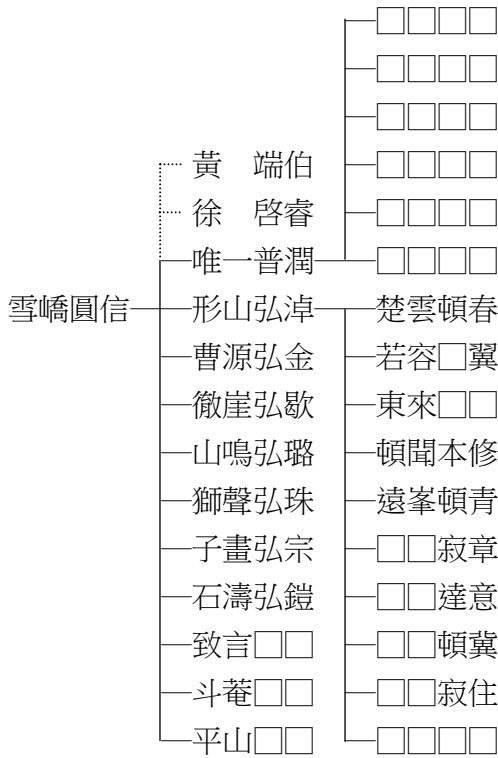 □□□□
□□□□
□□□□
黃　端伯 □□□□
徐　啓睿 □□□□
唯一普潤 □□□□
雪嶠圓信 形山弘淖 楚雲頓春
曹源弘金 若容□翼
徹崖弘歇 東來□□
山鳴弘璐 頓聞本修
獅聲弘珠 遠峯頓青
子晝弘宗 □□寂章
石濤弘鎧 □□達意
致言□□ □□頓冀
斗菴□□ □□寂住
平山□□ □□□□